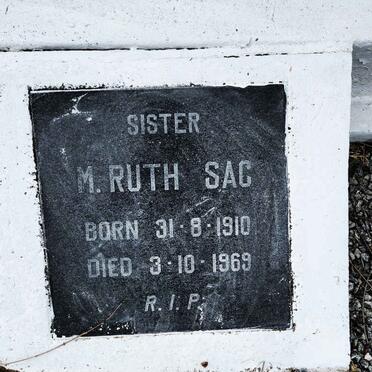 SISTER
M. RUTH SAC
BORN 31·8·1910
DIED 3·10·1969
R.I.P.